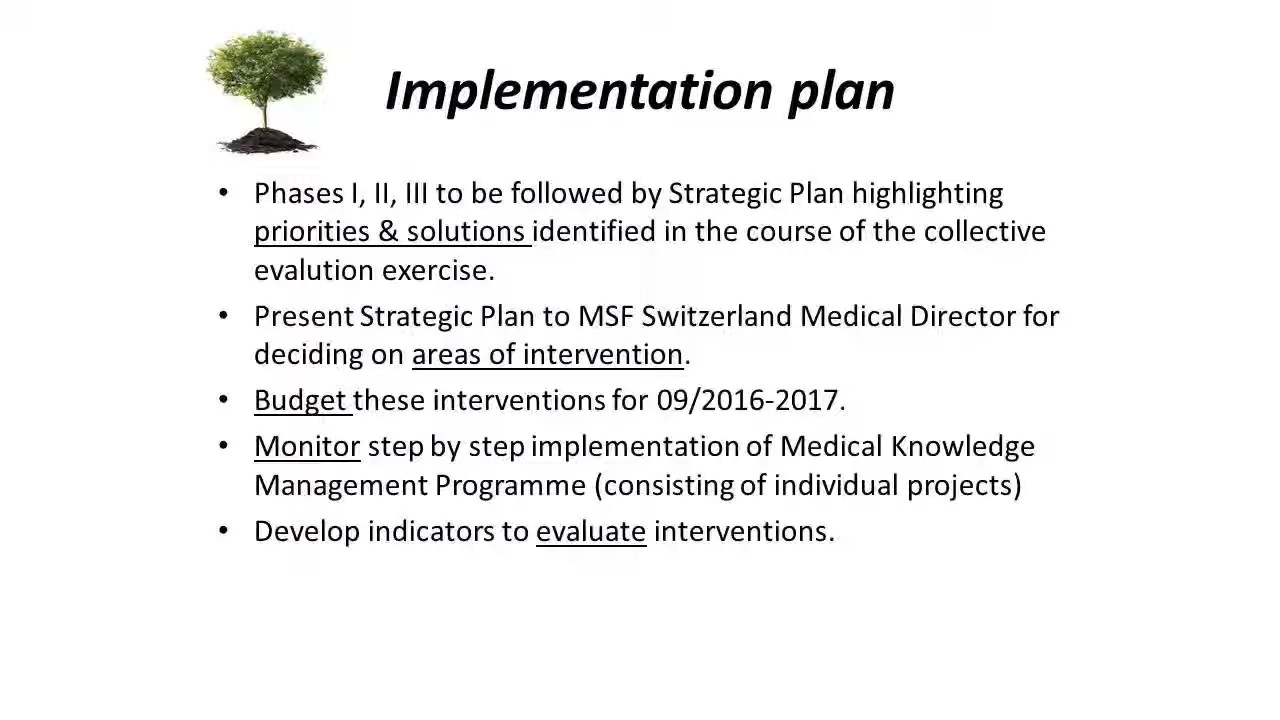 Implementation plan
• Phases I, II, III to be followed by Strategic Plan highlighting
priorities & solutions identified in the course of the collective
evalution exercise.
• Present Strategic Plan to MSF Switzerland Medical Director for
deciding on areas of intervention.
• Budget these interventions for 09/2016-2017.
• Monitor step by step implementation of Medical Knowledge
Management Programme (consisting of individual projects)
• Develop indicators to evaluate interventions.